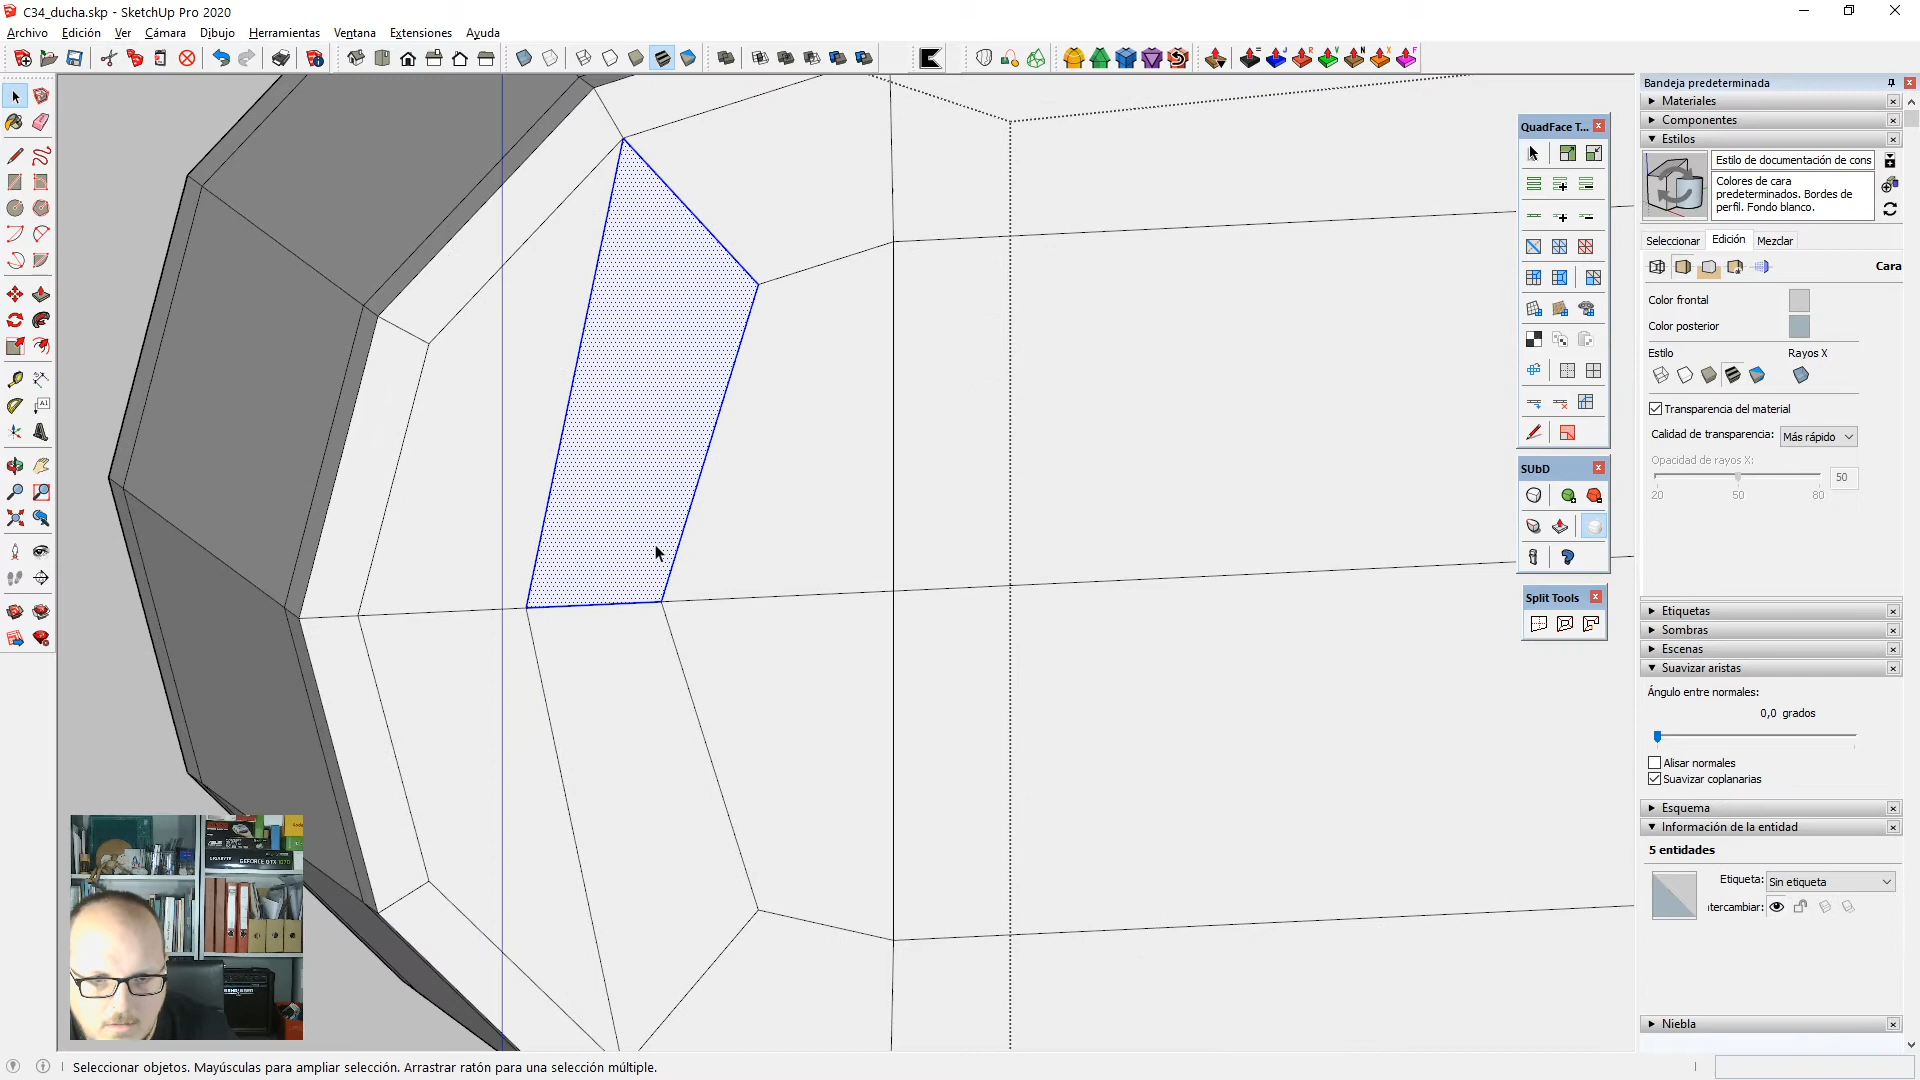 C34_ducha.skp - SketchUp Pro 2020
Archivo Edición Ver Cámara Dibujo Herramientas Ventana Extensiones Ayuda
Bandeja predeterminada
Materiales
Componentes
Estilos
Estilo de documentación de cons
Colores de cara
predeterminados. Bordes de
perfil. Fondo blanco.
Seleccionar Edición Mezclar
Cara
Color frontal
Color posterior
Estilo Rayos X
Transparencia del material
Calidad de transparencia: Más rápido
Opacidad de rayos X:
50
20 50 80
Etiquetas
Sombras
Escenas
Suavizar aristas
Ángulo entre normales:
0,0 grados
Alisar normales
Suavizar coplanarias
Esquema
Información de la entidad
5 entidades
Etiqueta: Sin etiqueta
ntercambiar:
Niebla
QuadFace T...
SUbD
Split Tools
GEFORCE GTX 1070
Seleccionar objetos. Mayúsculas para ampliar selección. Arrastrar ratón para una selección múltiple.